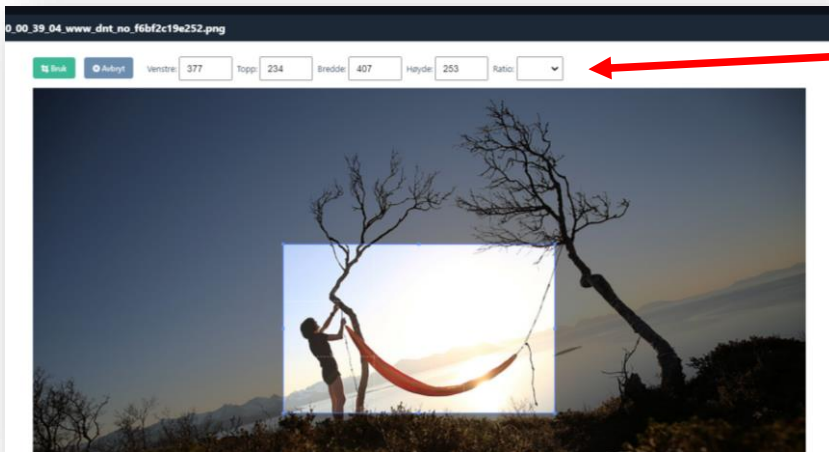 0_00_39_04_www_dnt_no_f6bf2c19e252.png
Bruk Avbryt Venstre: 377 Topp: 234 Bredde: 407 Høyde: 253 Ratio: